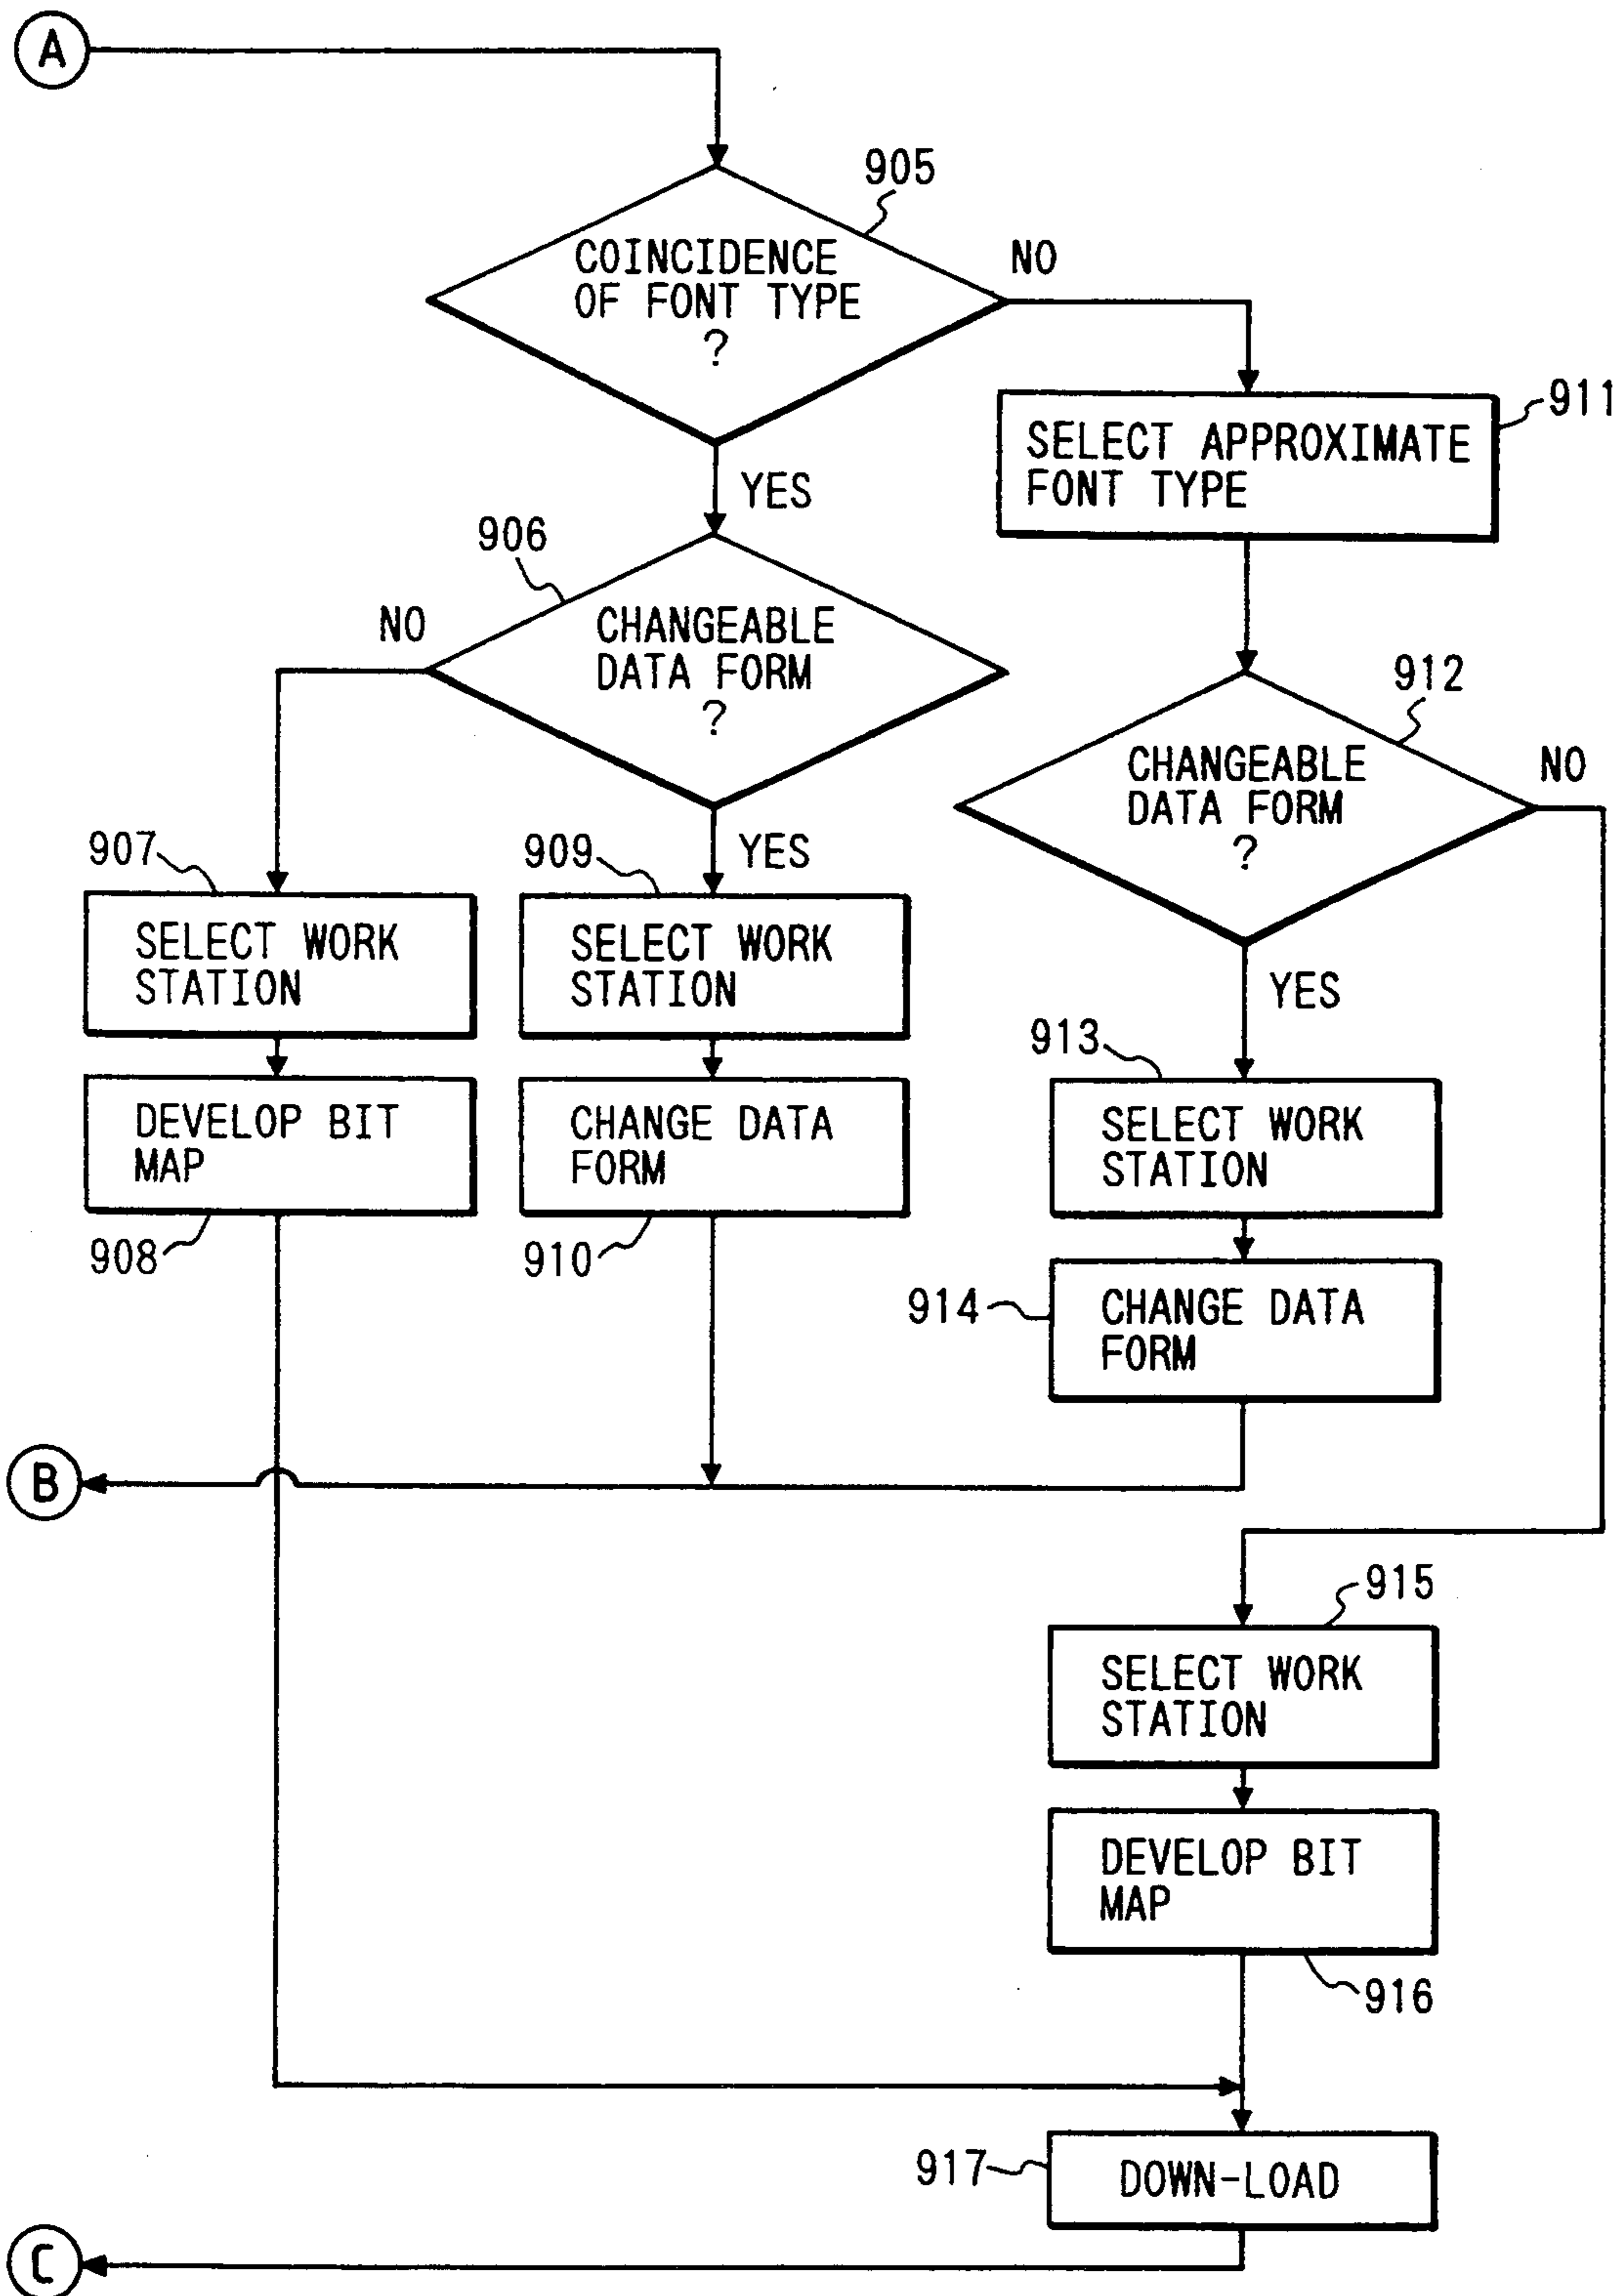 A
905
COINCIDENCE
OF FONT TYPE
?
NO
YES
911
SELECT APPROXIMATE
FONT TYPE
906
NO
CHANGEABLE
DATA FORM
?
YES
912
CHANGEABLE
DATA FORM
?
NO
YES
907
SELECT WORK
STATION
909
SELECT WORK
STATION
DEVELOP BIT
MAP
908
CHANGE DATA
FORM
910
913
SELECT WORK
STATION
914
CHANGE DATA
FORM
B
915
SELECT WORK
STATION
DEVELOP BIT
MAP
916
917
DOWN-LOAD
C